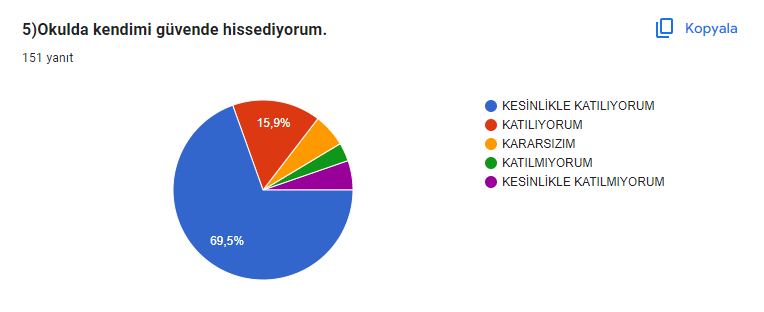 5)Okulda kendimi güvende hissediyorum.
Kopyala
151 yanıt
KESİNLİKLE KATILIYORUM
KATILIYORUM
KARARSIZIM
KATILMIYORUM
KESİNLİKLE KATILMIYORUM
15,9%
69,5%